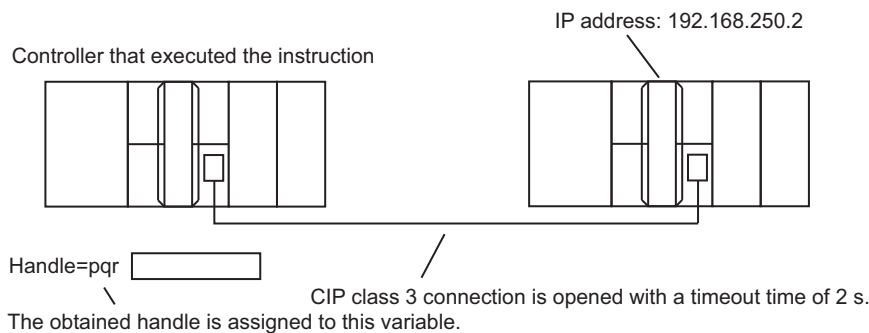 IP address: 192.168.250.2
Controller that executed the instruction
Handle=pqr
CIP class 3 connection is opened with a timeout time of 2 s.
The obtained handle is assigned to this variable.